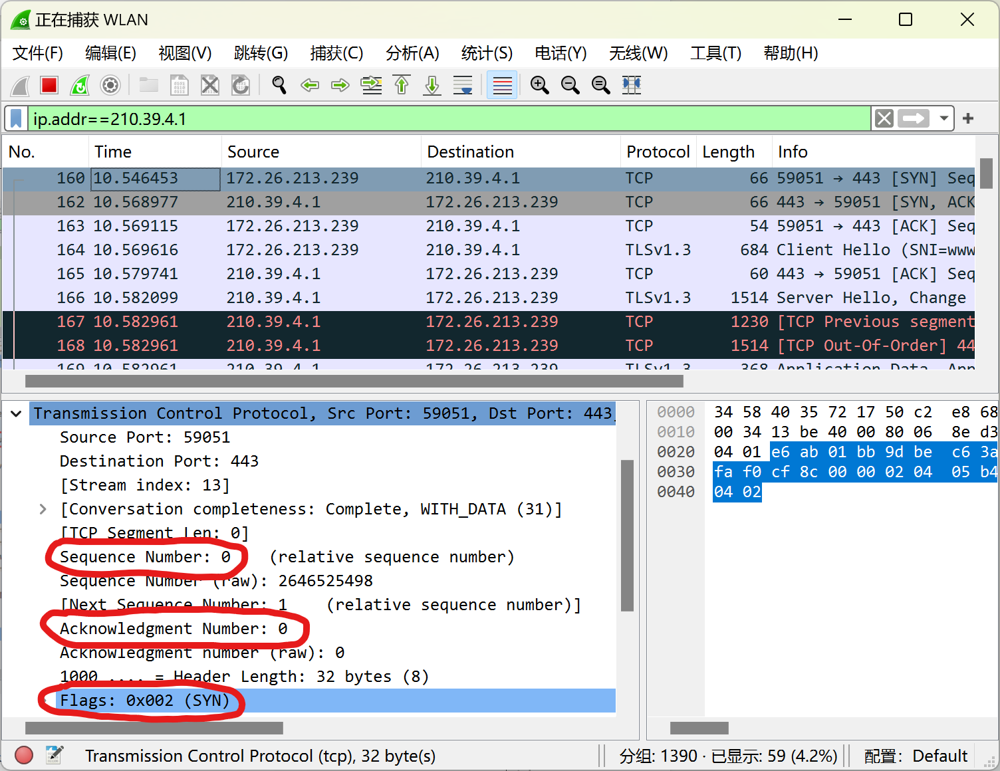 正在捕获 WLAN
文件(F) 编辑(E) 视图(V) 跳转(G) 捕获(C) 分析(A) 统计(S) 电话(Y) 无线(W) 工具(T) 帮助(H)
ip.addr==210.39.4.1
No. Time Source Destination Protocol Length Info
160 10.546453 172.26.213.239 210.39.4.1 TCP 66 59051 → 443 [SYN] Seq
162 10.568977 210.39.4.1 172.26.213.239 TCP 66 443 → 59051 [SYN, ACK
163 10.569115 172.26.213.239 210.39.4.1 TCP 54 59051 → 443 [ACK] Seq
164 10.569616 172.26.213.239 210.39.4.1 TLSv1.3 684 Client Hello (SNI=www
165 10.579741 210.39.4.1 172.26.213.239 TCP 60 443 → 59051 [ACK] Seq
166 10.582099 210.39.4.1 172.26.213.239 TLSv1.3 1514 Server Hello, Change
167 10.582961 210.39.4.1 172.26.213.239 TCP 1230 [TCP Previous segment
168 10.582961 210.39.4.1 172.26.213.239 TCP 1514 [TCP Out-Of-Order] 44
169 10.582961 210.39.4.1 172.26.213.239 TLSv1.3 368 Application Data, App
Transmission Control Protocol, Src Port: 59051, Dst Port: 443,
Source Port: 59051
Destination Port: 443
[Stream index: 13]
[Conversation completeness: Complete, WITH_DATA (31)]
[TCP Segment Len: 0]
Sequence Number: 0 (relative sequence number)
Sequence Number (raw): 2646525498
[Next Sequence Number: 1 (relative sequence number)]
Acknowledgment Number: 0
Acknowledgment number (raw): 0
1000 .... = Header Length: 32 bytes (8)
Flags: 0x002 (SYN)
0000 34 58 40 35 72 17 50 c2 e8 68
0010 00 34 13 be 40 00 80 06 8e d3
0020 04 01 e6 ab 01 bb 9d be c6 3a
0030 fa f0 cf 8c 00 00 02 04 05 b4
0040 04 02
Transmission Control Protocol (tcp), 32 byte(s)
分组: 1390 · 已显示: 59 (4.2%)
配置: Default